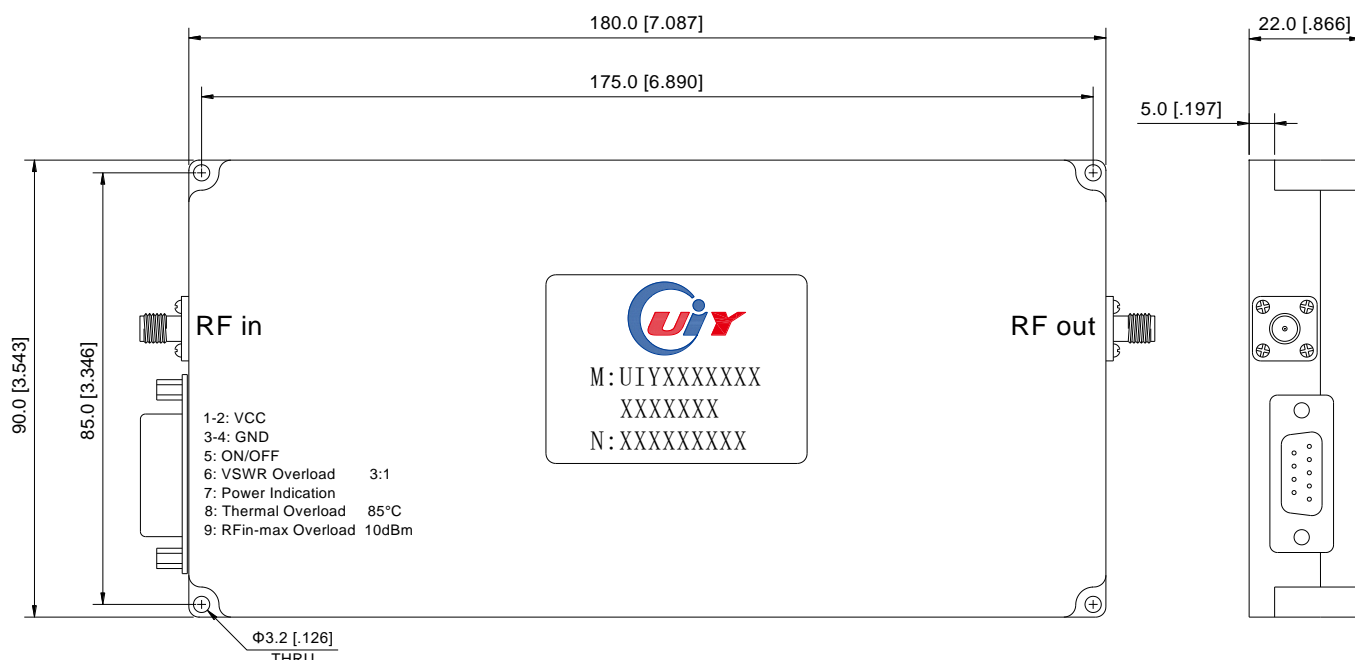 180.0 [7.087]
22.0 [.866]
175.0 [6.890]
5.0 [.197]
90.0 [3.543]
85.0 [3.346]
RF in
RF out
UiY
M:UIYXXXXXXX
XXXXXXX
N:XXXXXXXXX
1-2: VCC
3-4: GND
5: ON/OFF
6: VSWR Overload 3:1
7: Power Indication
8: Thermal Overload 85°C
9: RFin-max Overload 10dBm
Φ3.2 [.126]
THRU